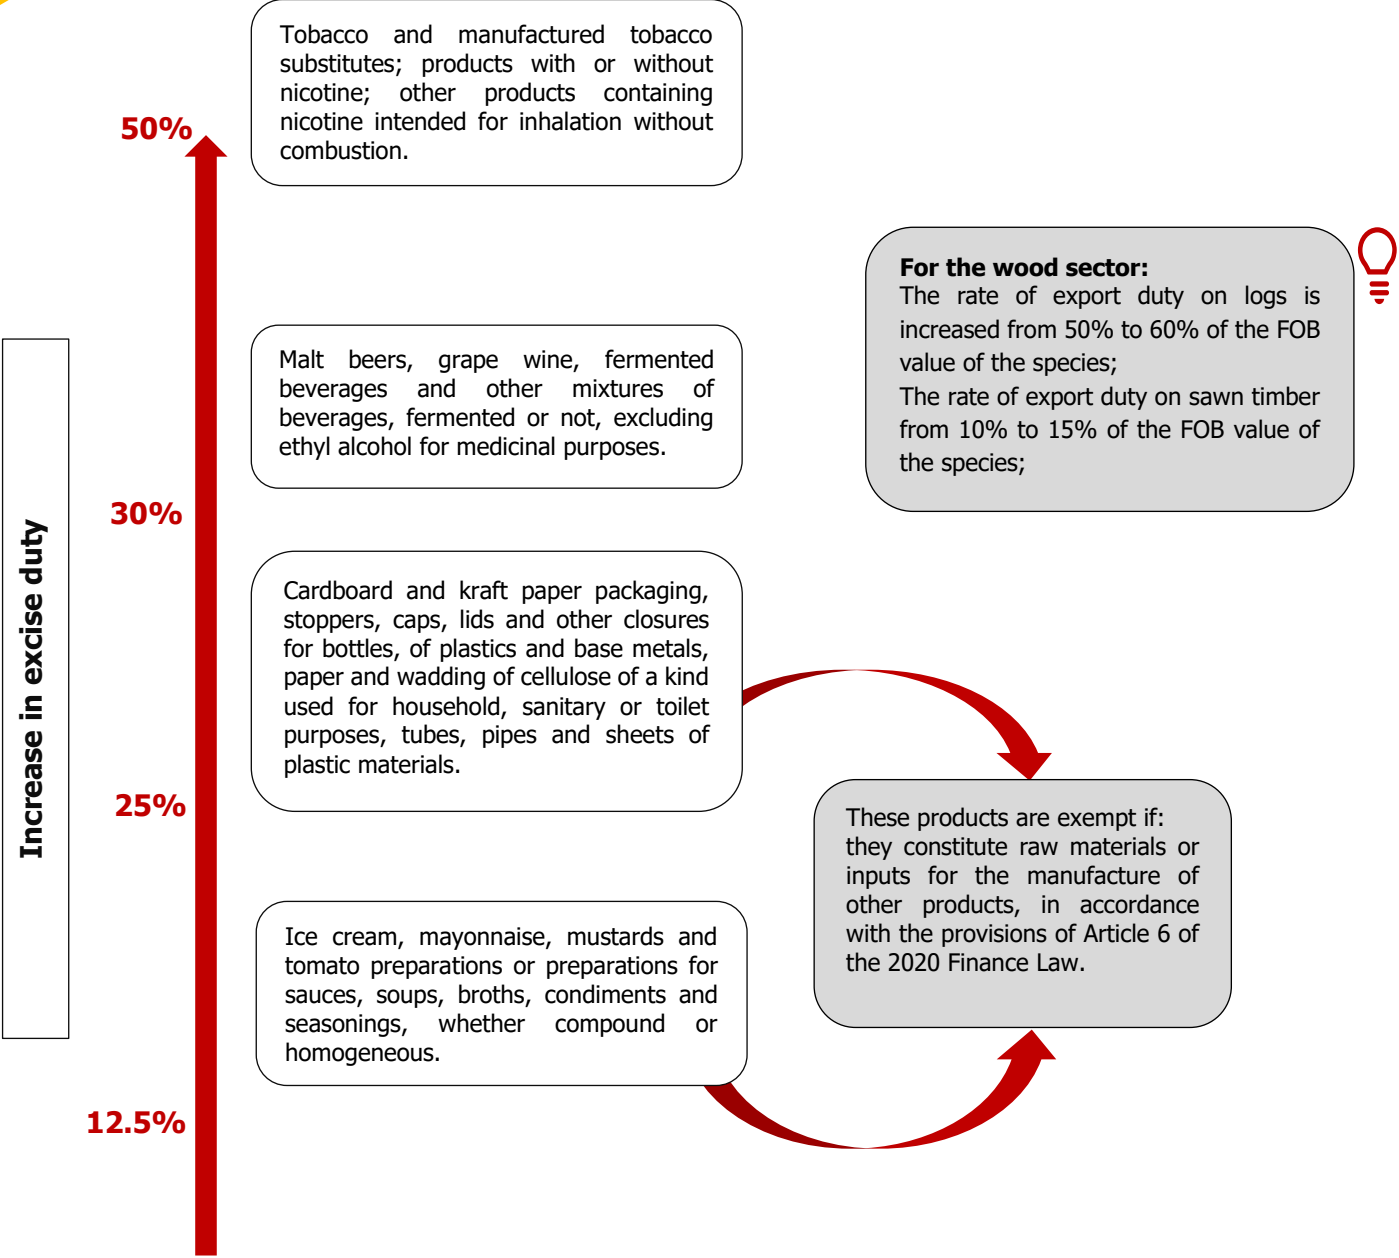 Tobacco and manufactured tobacco
substitutes; products with or without
nicotine; other products containing
nicotine intended for inhalation without
combustion.
50%
For the wood sector:
The rate of export duty on logs is
increased from 50% to 60% of the FOB
value of the species;
The rate of export duty on sawn timber
from 10% to 15% of the FOB value of
the species;
Malt beers, grape wine, fermented
beverages and other mixtures of
beverages, fermented or not, excluding
ethyl alcohol for medicinal purposes.
30%
Increase in excise duty
Cardboard and kraft paper packaging,
stoppers, caps, lids and other closures
for bottles, of plastics and base metals,
paper and wadding of cellulose of a kind
used for household, sanitary or toilet
purposes, tubes, pipes and sheets of
plastic materials.
25%
These products are exempt if:
they constitute raw materials or
inputs for the manufacture of
other products, in accordance
with the provisions of Article 6 of
the 2020 Finance Law.
Ice cream, mayonnaise, mustards and
tomato preparations or preparations for
sauces, soups, broths, condiments and
seasonings, whether compound or
homogeneous.
12.5%